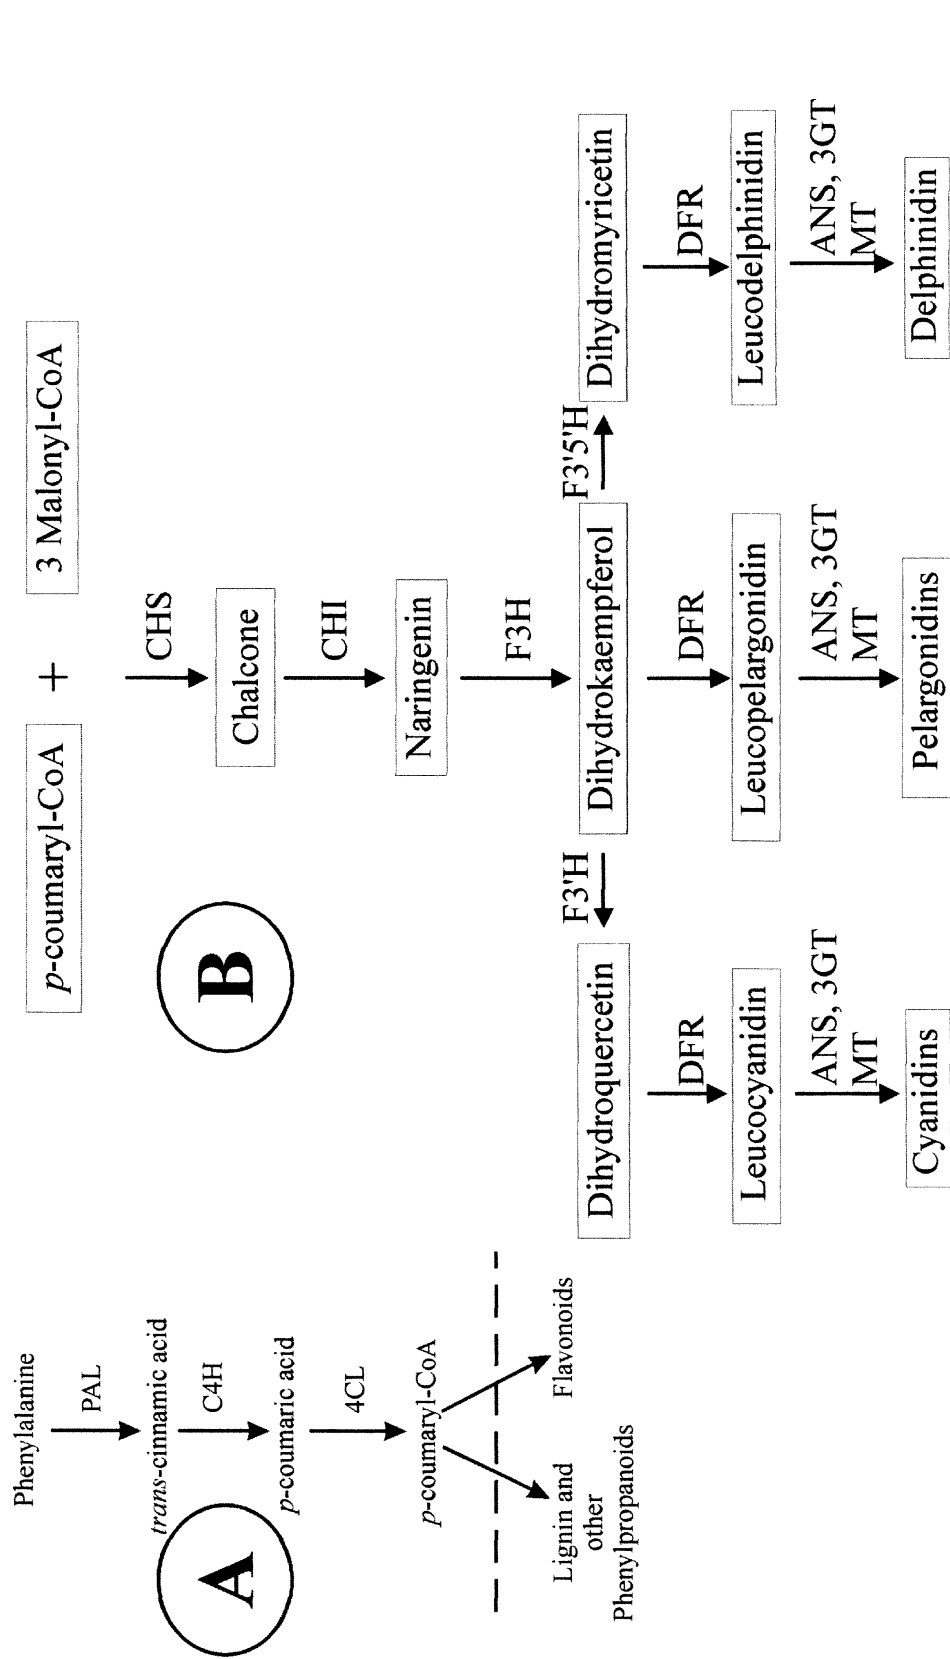 A
Phenylalanine
PAL
trans-cinnamic acid
C4H
p-coumaric acid
4CL
p-coumaryl-CoA
Lignin and
other
Phenylpropanoids
Flavonoids
B
p-coumaryl-CoA + 3 Malonyl-CoA
CHS
Chalcone
CHI
Naringenin
F3H
Dihydroquercetin F3'H Dihydrokaempferol F3'5'H Dihydromyricetin
DFR DFR DFR
Leucocyanidin Leucopelargonidin Leucodelphinidin
ANS, 3GT ANS, 3GT ANS, 3GT
MT MT MT
Cyanidins Pelargonidins Delphinidin